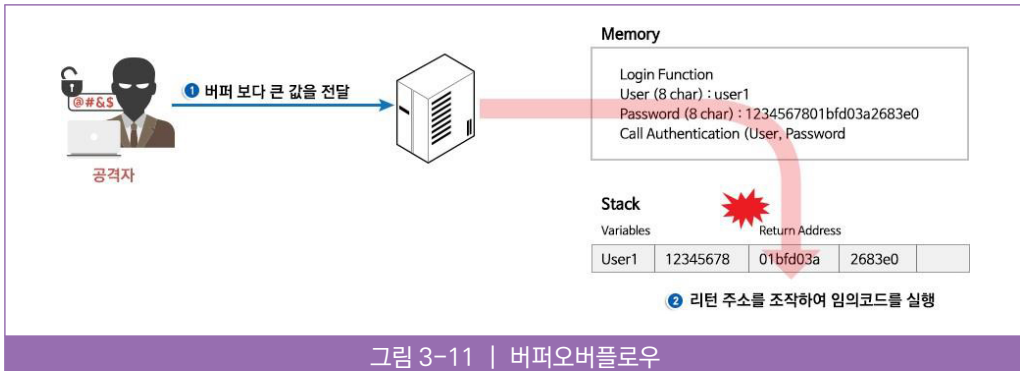 Memory
Login Function
User (8 char) : user1
Password (8 char) : 1234567801bfd03a2683e0
Call Authentication (User, Password
@#&$
❶ 버퍼 보다 큰 값을 전달
공격자
Stack
Variables Return Address
User1 12345678 01bfd03a 2683e0
❷ 리턴 주소를 조작하여 임의코드를 실행
그림 3-11 | 버퍼오버플로우